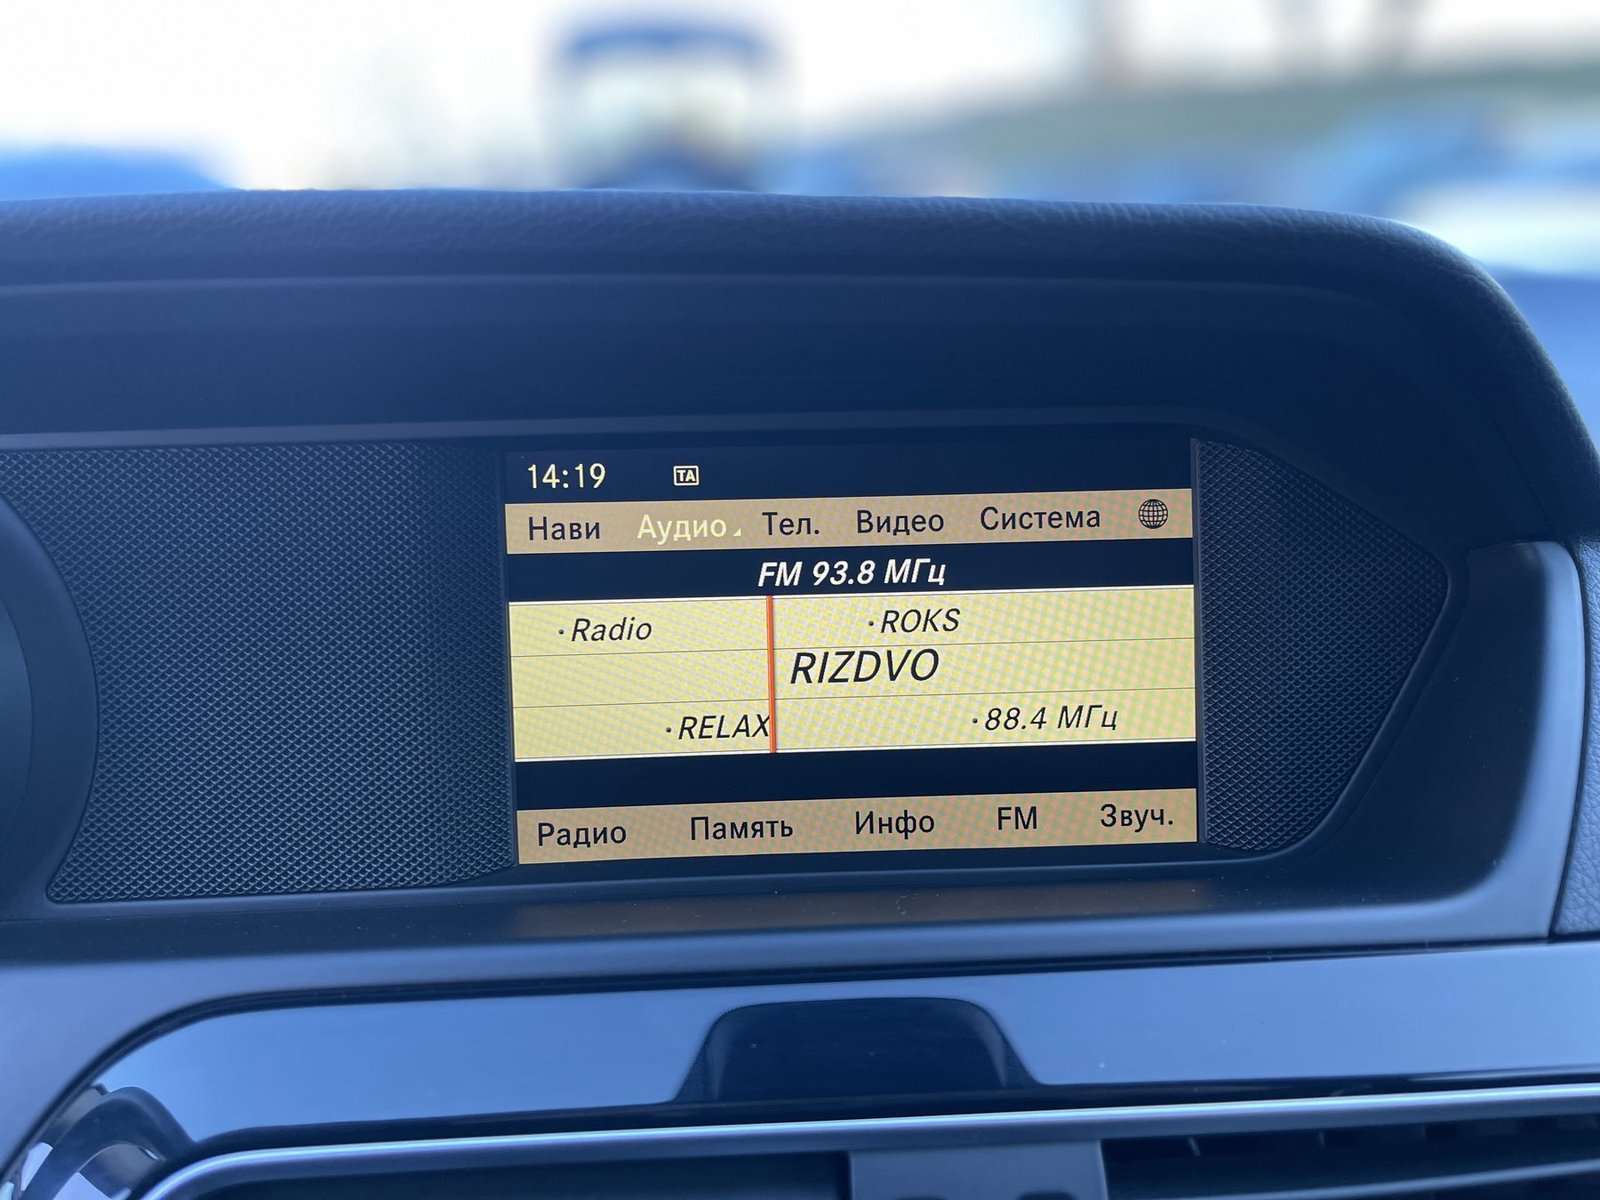 14:19 TA
Нави Аудио Тел. Видео Система
FM 93.8 МГц
·Radio ·ROKS
RIZDVO
·RELAX ·88.4 МГц
Радио Память Инфо FM Звуч.